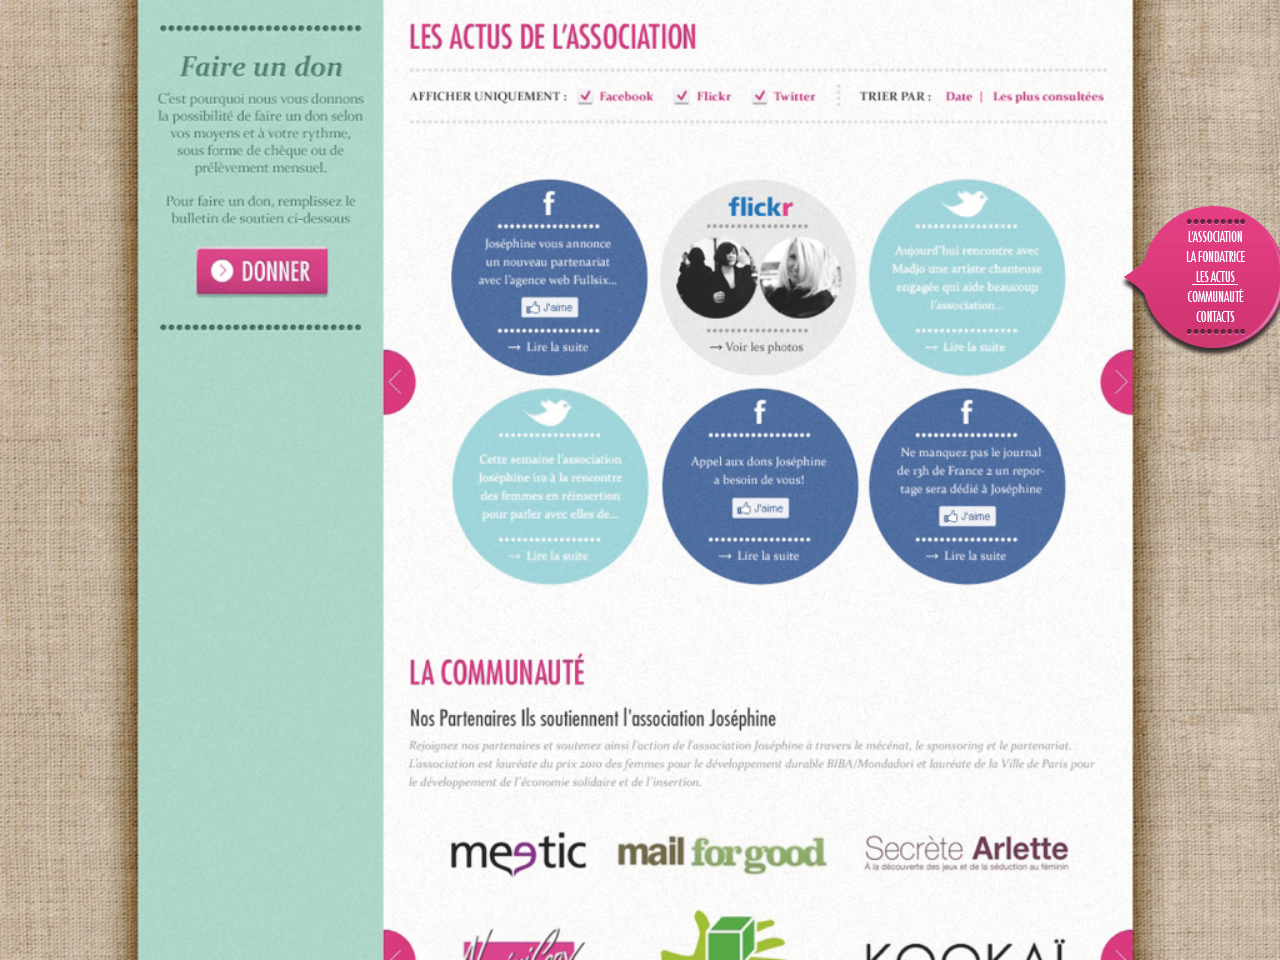 Faire un don
C'est pourquoi nous vous donnons
la possibilité de faire un don selon
vos moyens et à votre rythme,
sous forme de chèque ou de
prélèvement mensuel.
Pour faire un don, remplissez le
bulletin de soutien ci-dessous
DONNER
LES ACTUS DE L'ASSOCIATION
AFFICHER UNIQUEMENT : Facebook Flickr Twitter TRIER PAR : Date | Les plus consultées
f
Joséphine vous annonce
un nouveau partenariat
avec l'agence web Fullsix...
J'aime
→ Lire la suite
flickr
→ Voir les photos
Aujourd'hui rencontre avec
Madjo une artiste chanteuse
engagée qui aide beaucoup
l'association...
→ Lire la suite
Cette semaine l'association
Joséphine ira à la rencontre
des femmes en réinsertion
pour parler avec elles de...
→ Lire la suite
f
Appel aux dons Joséphine
a besoin de vous!
J'aime
→ Lire la suite
f
Ne manquez pas le journal
de 13h de France 2 un repor-
tage sera dédié à Joséphine
J'aime
→ Lire la suite
L'ASSOCIATION
LA FONDATRICE
LES ACTUS
COMMUNAUTÉ
CONTACTS
LA COMMUNAUTÉ
Nos Partenaires Ils soutiennent l'association Joséphine
Rejoignez nos partenaires et soutenez ainsi l'action de l'association Joséphine à travers le mécénat, le sponsoring et le partenariat.
L'association est lauréate du prix 2010 des femmes pour le développement durable BIBA/Mondadori et lauréate de la Ville de Paris pour
le développement de l'économie solidaire et de l'insertion.
meetic
mail for good
Secrète Arlette
À la découverte des jeux et de la séduction au féminin
KOOKAÏ